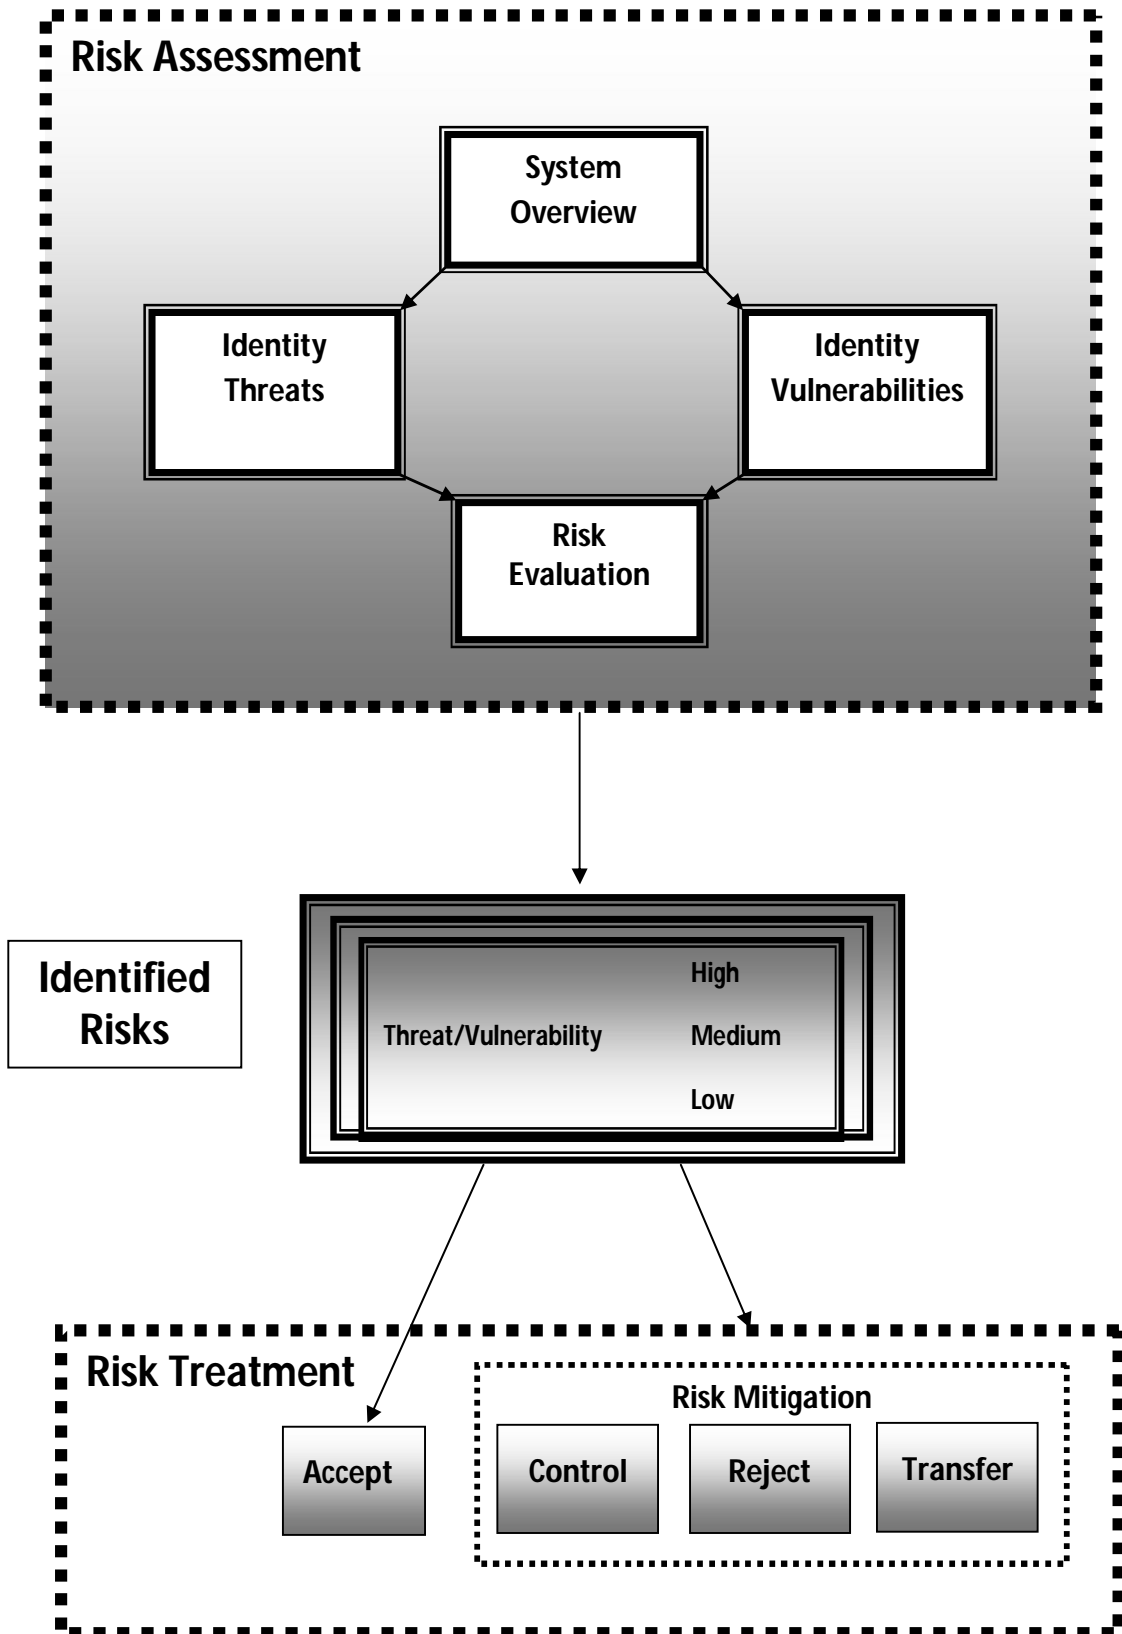 Risk Assessment
System
Overview
Identity
Threats
Identity
Vulnerabilities
Risk
Evaluation
Identified
Risks
Threat/Vulnerability
High
Medium
Low
Risk Treatment
Risk Mitigation
Accept
Control
Reject
Transfer